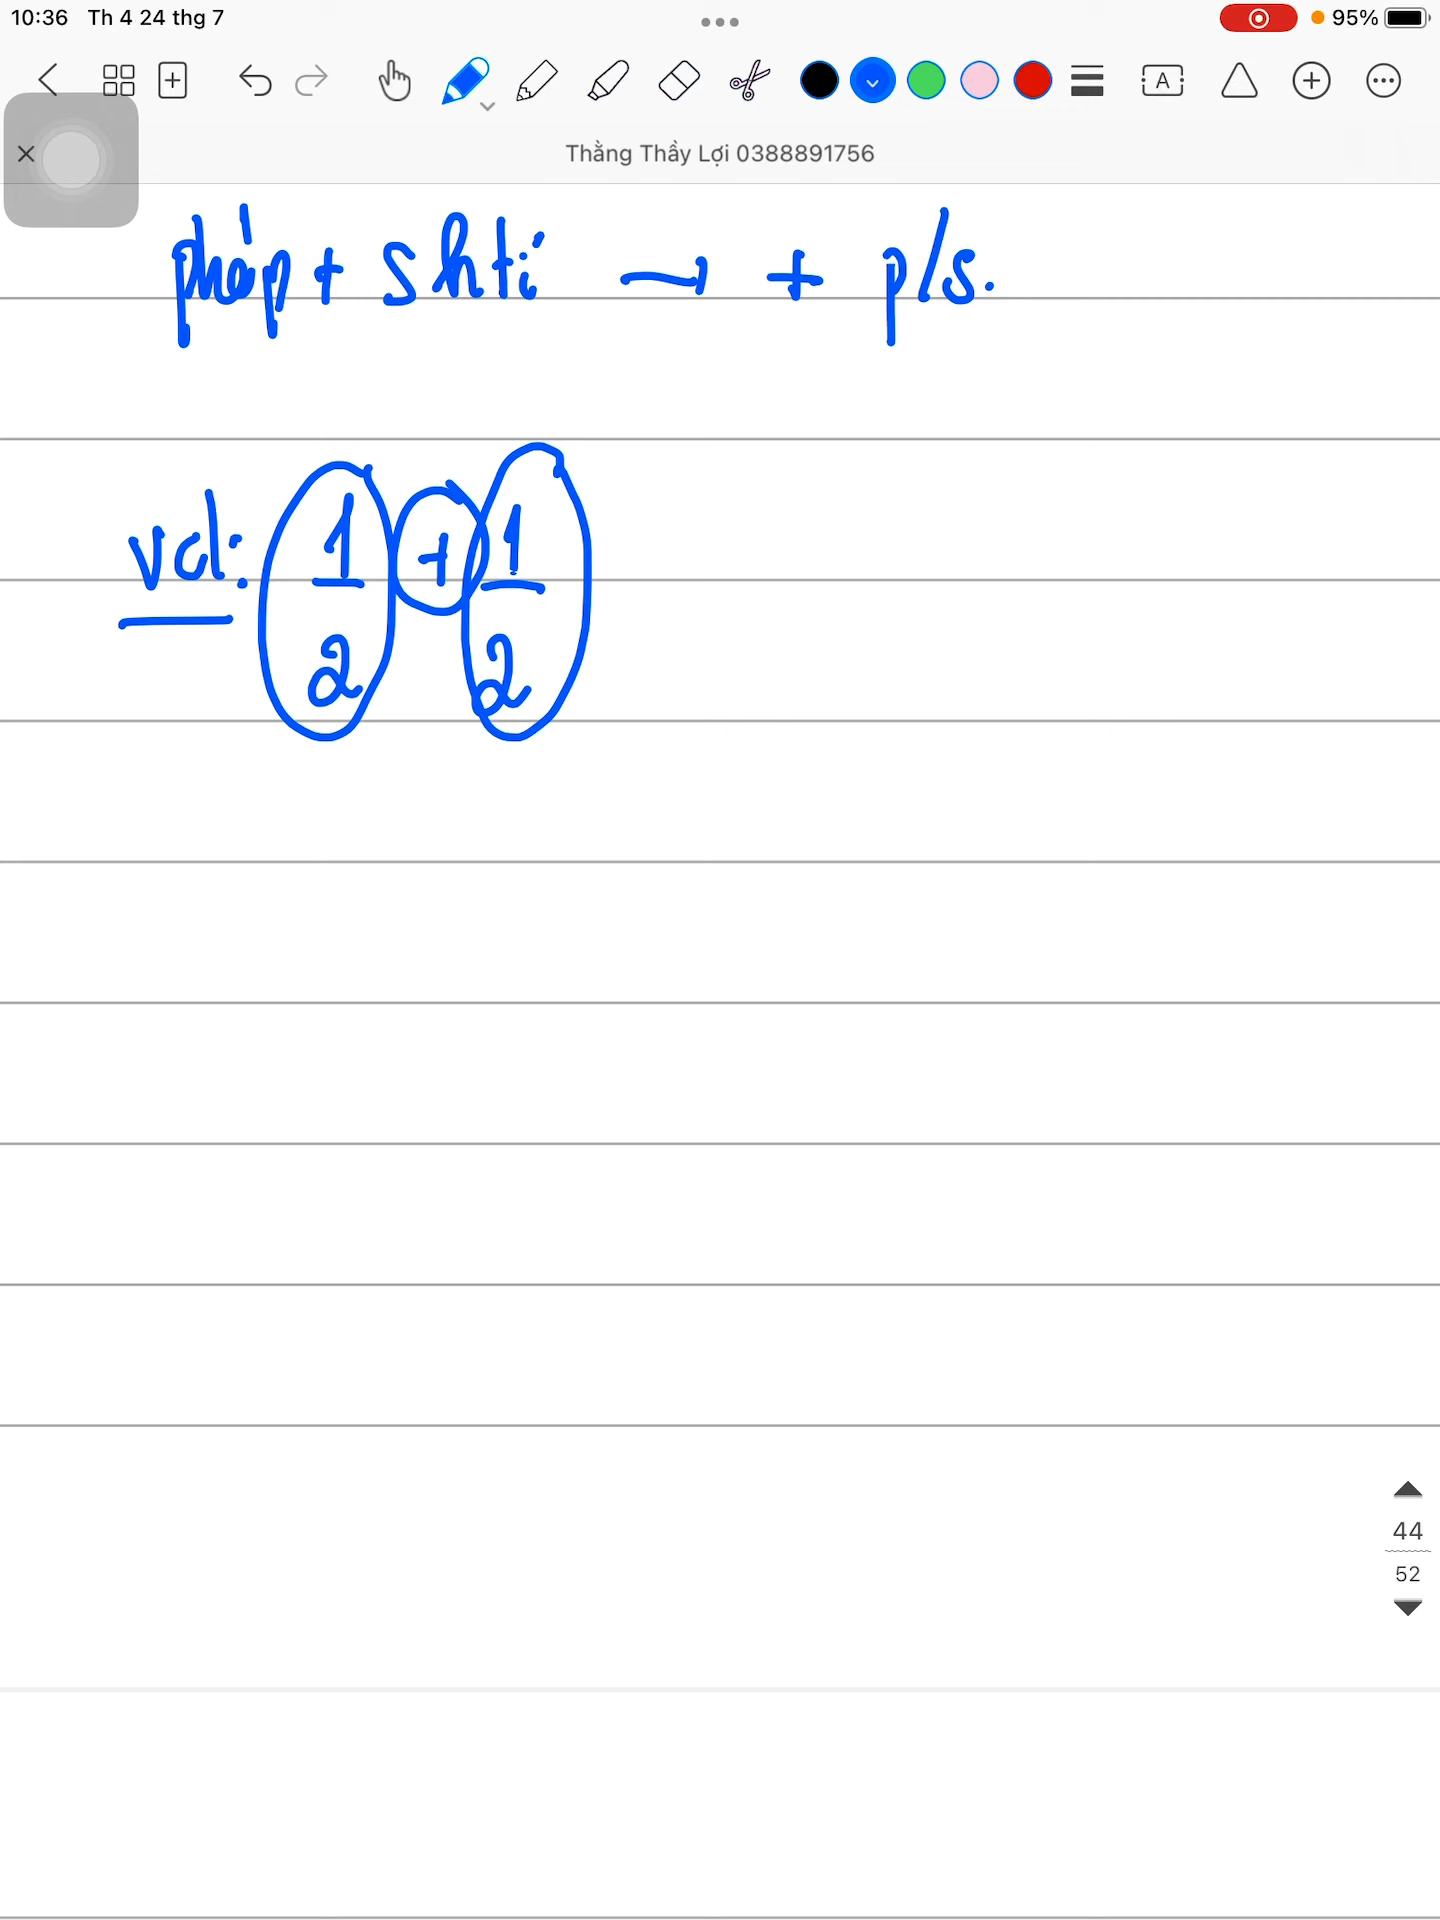 10:36 Th 4 24 thg 7 95%
A
Thằng Thầy Lợi 0388891756
phép + shtỉ → + p/s.
vd: 1/2 + 1/2
44
52